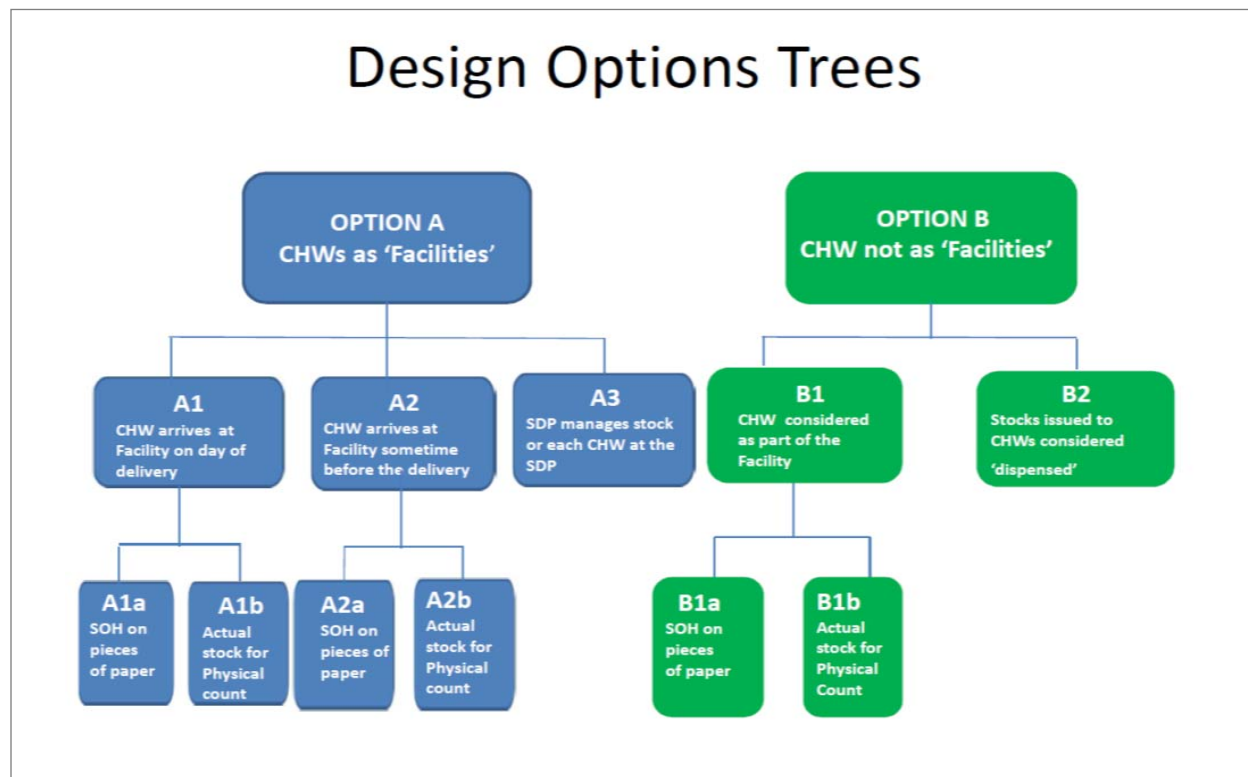 Design Options Trees
OPTION A
CHWs as ‘Facilities’
OPTION B
CHW not as ‘Facilities’
A1
CHW arrives at
Facility on day of
delivery
A2
CHW arrives at
Facility sometime
before the delivery
A3
SDP manages stock
or each CHW at the
SDP
B1
CHW considered
as part of the
Facility
B2
Stocks issued to
CHWs considered
‘dispensed’
A1a
SOH on
pieces
of paper
A1b
Actual
stock for
Physical
count
A2a
SOH on
pieces of
paper
A2b
Actual
stock for
Physical
count
B1a
SOH on
pieces
of paper
B1b
Actual
stock for
Physical
Count